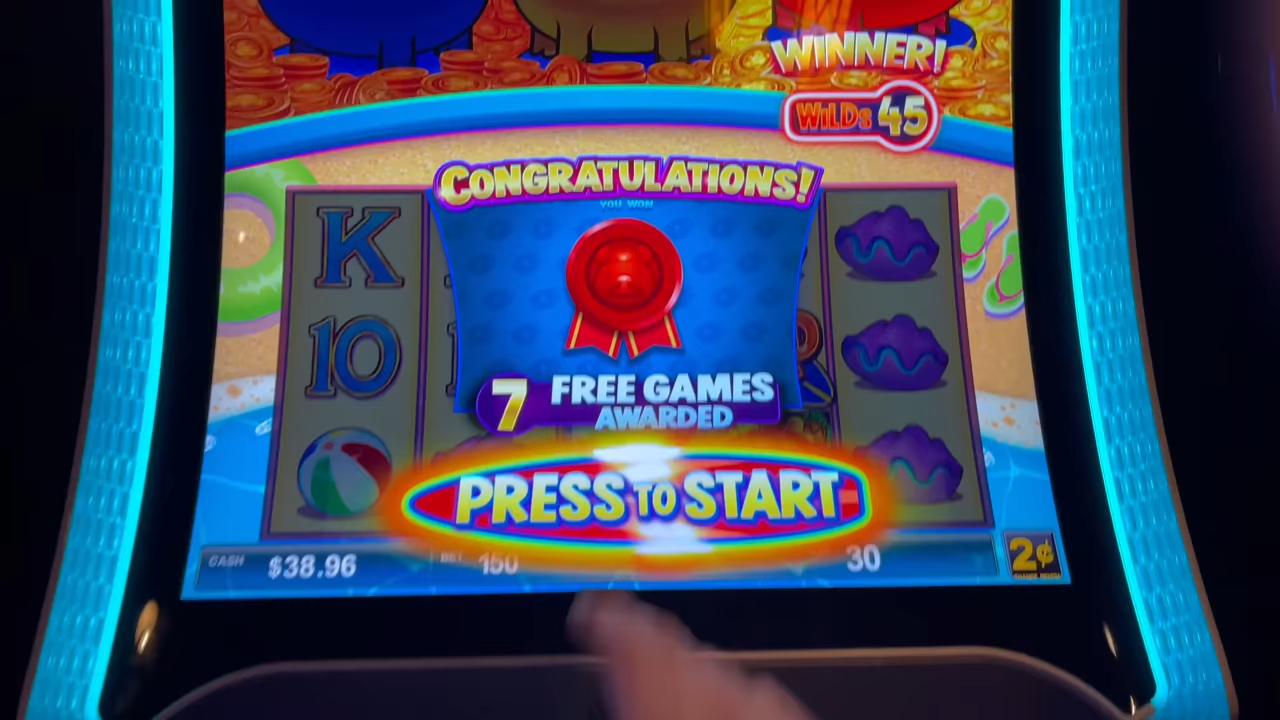 WINNER!
WILDS 45
CONGRATULATIONS!
YOU WON
K
10
7 FREE GAMES
AWARDED
PRESS TO START
CASH $38.96 BET 150 30 2¢